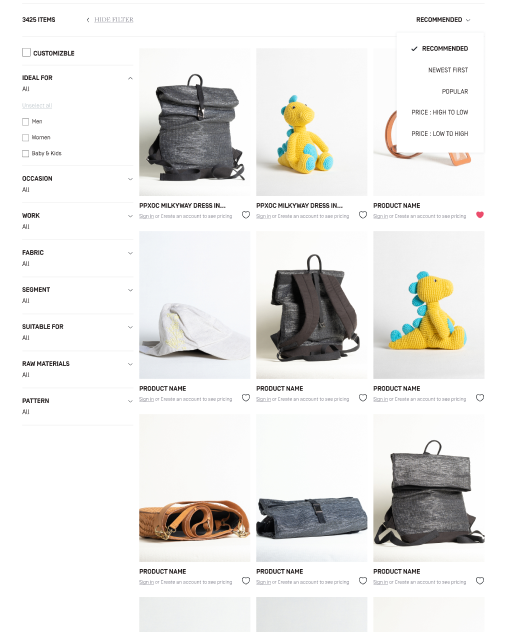 3425 ITEMS
HIDE FILTER
RECOMMENDED
RECOMMENDED
NEWEST FIRST
POPULAR
PRICE : HIGH TO LOW
PRICE : LOW TO HIGH
CUSTOMIZBLE
IDEAL FOR
All
Unselect all
Men
Women
Baby & Kids
OCCASION
All
WORK
All
FABRIC
All
SEGMENT
All
SUITABLE FOR
All
RAW MATERIALS
All
PATTERN
All
PPXOC MILKYWAY DRESS IN...
Sign in or Create an account to see pricing
PPXOC MILKYWAY DRESS IN...
Sign in or Create an account to see pricing
PRODUCT NAME
Sign in or Create an account to see pricing
PRODUCT NAME
Sign in or Create an account to see pricing
PRODUCT NAME
Sign in or Create an account to see pricing
PRODUCT NAME
Sign in or Create an account to see pricing
PRODUCT NAME
Sign in or Create an account to see pricing
PRODUCT NAME
Sign in or Create an account to see pricing
PRODUCT NAME
Sign in or Create an account to see pricing